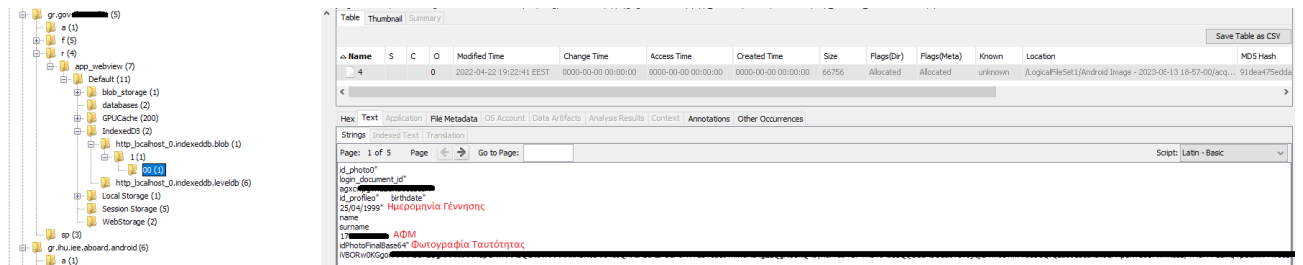 gr.gov (5)
a (1)
f (5)
r (4)
app_webview (7)
Default (11)
blob_storage (1)
databases (2)
GPUCache (200)
IndexedDB (2)
http_localhost_0.indexeddb.blob (1)
1 (1)
00 (1)
http_localhost_0.indexeddb.leveldb (6)
Local Storage (1)
Session Storage (5)
WebStorage (2)
sp (3)
gr.ihu.iee.aboard.android (6)
a (1)
Table Thumbnail Summary
Save Table as CSV
Name S C O Modified Time Change Time Access Time Created Time Size Flags(Dir) Flags(Meta) Known Location MD5 Hash
4 0 2022-04-22 19:22:41 EEST 0000-00-00 00:00:00 0000-00-00 00:00:00 0000-00-00 00:00:00 66756 Allocated Allocated unknown /LogicalFileSet1/Android Image - 2023-06-13 18-57-00/acq... 91dea475edda
Hex Text Application File Metadata OS Account Data Artifacts Analysis Results Context Annotations Other Occurrences
Strings Indexed Text Translation
Page: 1 of 5 Page Go to Page: Script: Latin - Basic
id_photo0"
login_document_id"
agxc
id_profileo" birthdate"
25/04/1999" Ημερομηνία Γέννησης
name
surname
17 ΑΦΜ
idPhotoFinalBase64" Φωτογραφία Ταυτότητας
iVBORw0KGgo